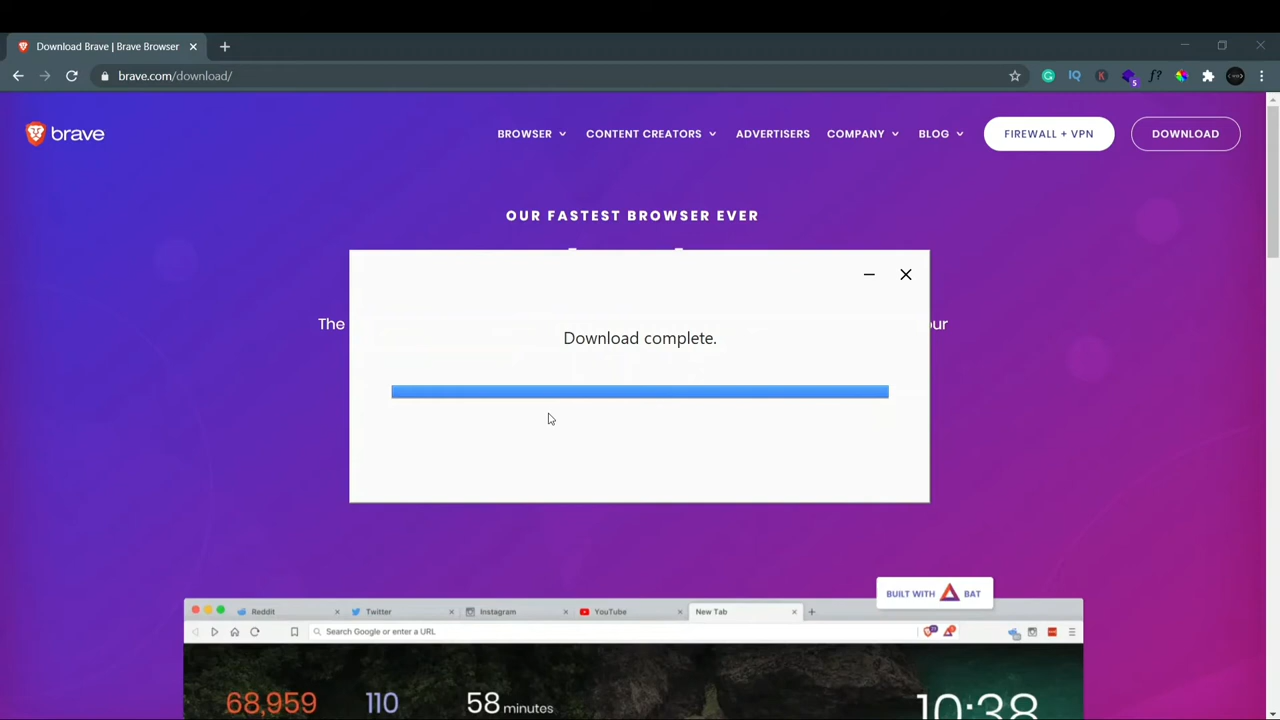 Download Brave | Brave Browser
brave.com/download/
5
brave
BROWSER
CONTENT CREATORS
ADVERTISERS
COMPANY
BLOG
FIREWALL + VPN
DOWNLOAD
OUR FASTEST BROWSER EVER
The
our
Download complete.
BUILT WITH BAT
Reddit
Twitter
Instagram
YouTube
New Tab
Search Google or enter a URL
68,959
110
58 minutes
10:38